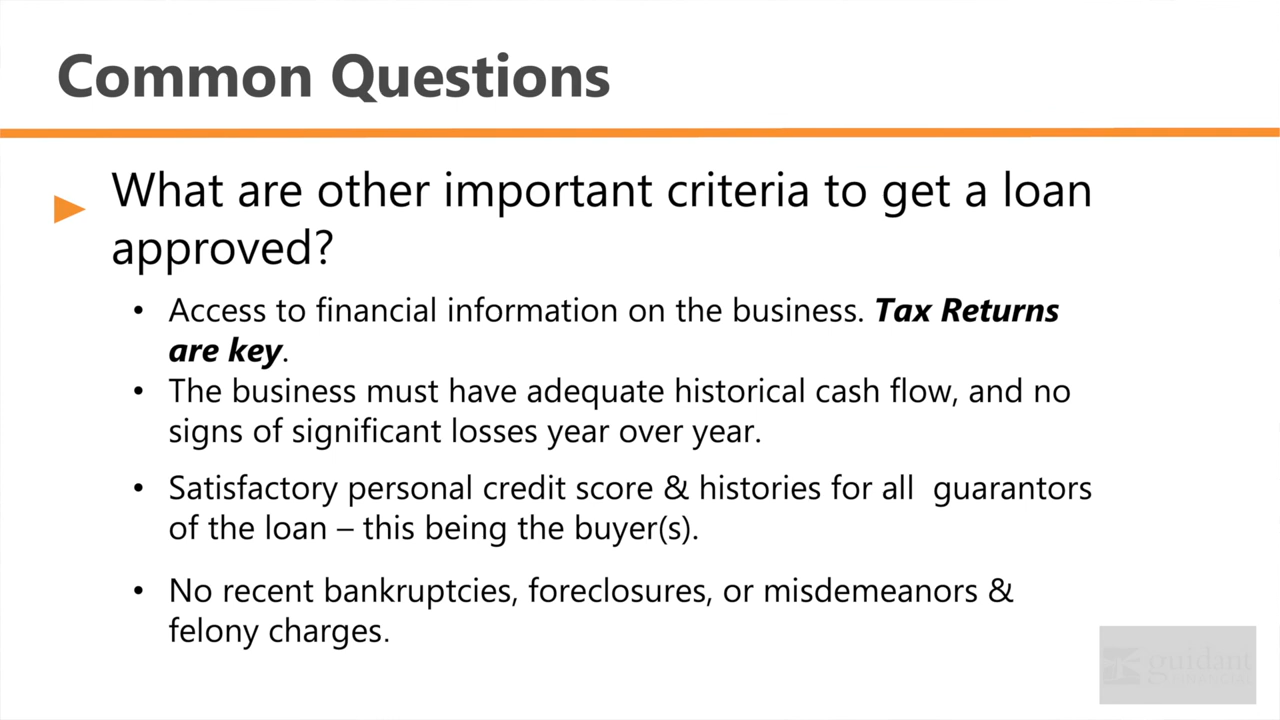 Common Questions
What are other important criteria to get a loan
approved?
• Access to financial information on the business. Tax Returns
are key.
• The business must have adequate historical cash flow, and no
signs of significant losses year over year.
• Satisfactory personal credit score & histories for all  guarantors
of the loan – this being the buyer(s).
• No recent bankruptcies, foreclosures, or misdemeanors &
felony charges.
guidant
FINANCIAL